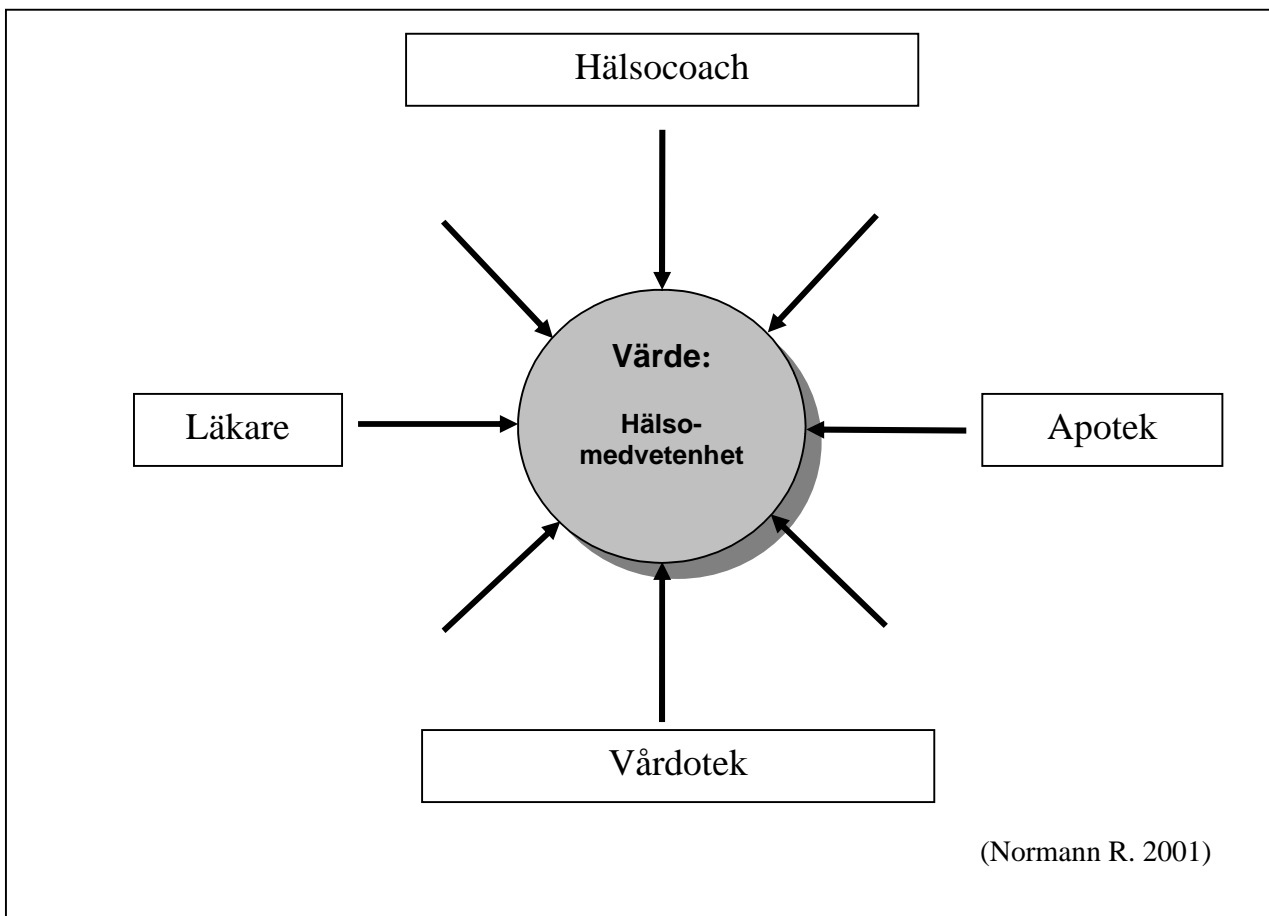 Hälsocoach
Värde:
Hälso-
medvetenhet
Läkare
Apotek
Vårdotek
(Normann R. 2001)